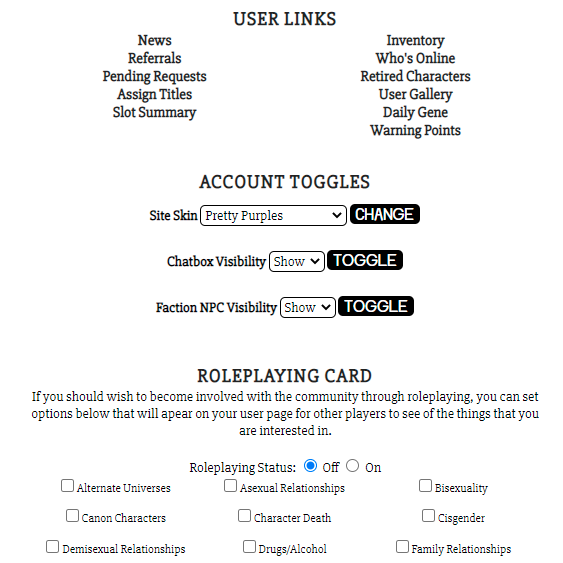 USER LINKS
News
Referrals
Pending Requests
Assign Titles
Slot Summary
Inventory
Who's Online
Retired Characters
User Gallery
Daily Gene
Warning Points
ACCOUNT TOGGLES
Site Skin Pretty Purples CHANGE
Chatbox Visibility Show TOGGLE
Faction NPC Visibility Show TOGGLE
ROLEPLAYING CARD
If you should wish to become involved with the community through roleplaying, you can set
options below that will apear on your user page for other players to see of the things that you
are interested in.
Roleplaying Status: Off On
Alternate Universes Asexual Relationships Bisexuality
Canon Characters Character Death Cisgender
Demisexual Relationships Drugs/Alcohol Family Relationships